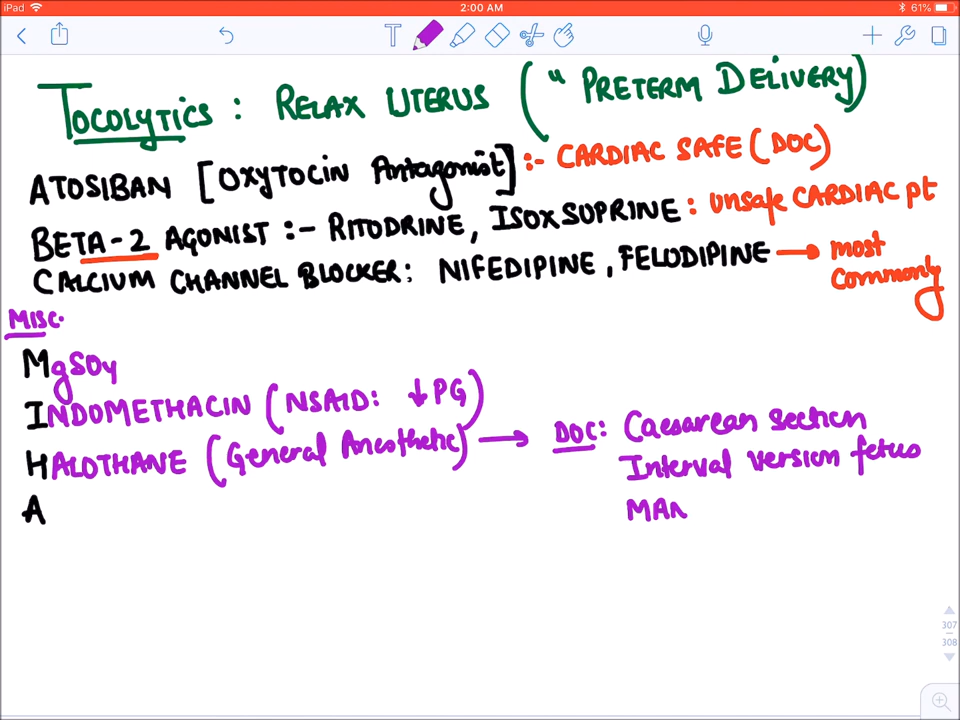 iPad 2:00 AM 61%
T
TOCOLYTICS : RELAX UTERUS ( " PRETERM DELIVERY)
ATOSIBAN [OXYTOCIN Antagonist] :- CARDIAC SAFE (DOC)
BETA-2 AGONIST :- RITODRINE, ISOXSUPRINE : unsafe CARDIAC pt
CALCIUM CHANNEL BLOCKER : NIFEDIPINE, FELODIPINE → most commonly
MISC.
MgSO4
INDOMETHACIN (NSAID: ↓PG)
HALOTHANE (General Anesthetic) → DOC: Caesarean section
Interval version fetus
A MAN
307
308